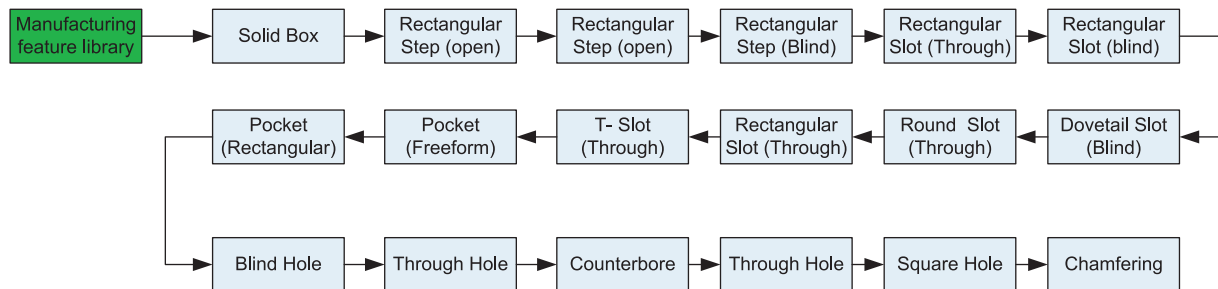 Manufacturing
feature library
Solid Box
Rectangular
Step (open)
Rectangular
Step (open)
Rectangular
Step (Blind)
Rectangular
Slot (Through)
Rectangular
Slot (blind)
Pocket
(Rectangular)
Pocket
(Freeform)
T- Slot
(Through)
Rectangular
Slot (Through)
Round Slot
(Through)
Dovetail Slot
(Blind)
Blind Hole
Through Hole
Counterbore
Through Hole
Square Hole
Chamfering